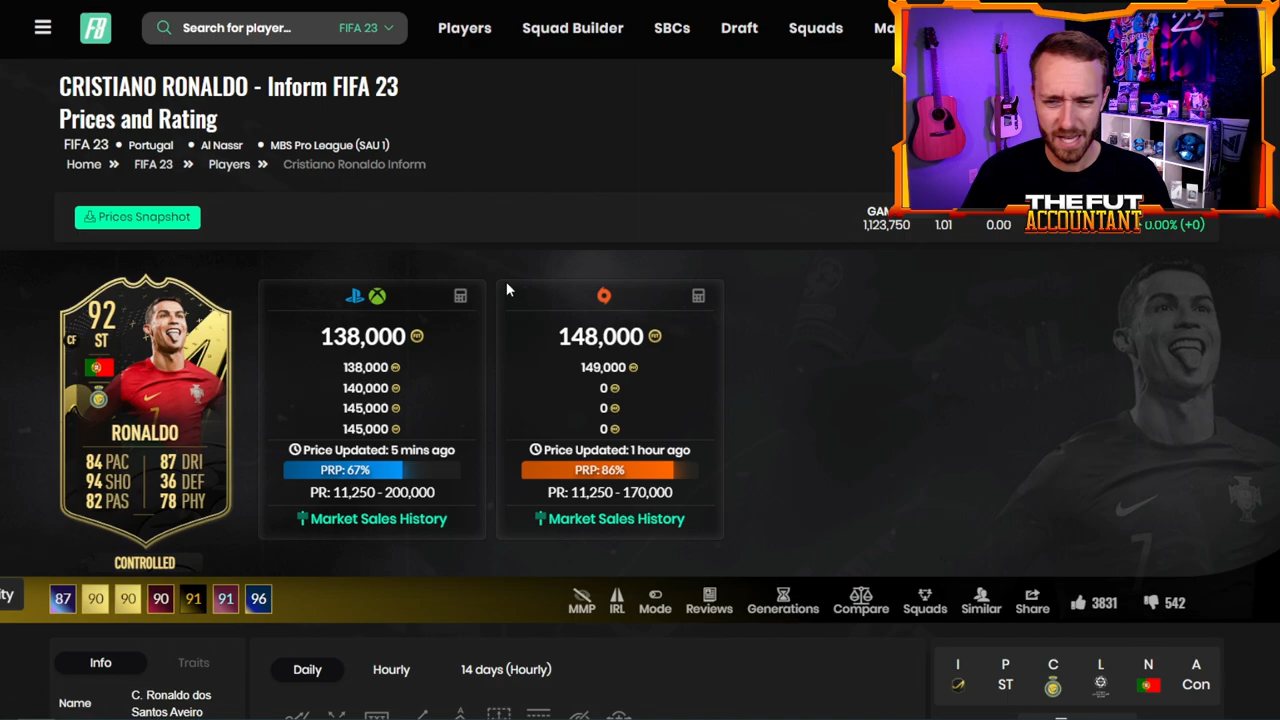 FB
Search for player...
FIFA 23
Players
Squad Builder
SBCs
Draft
Squads
CRISTIANO RONALDO - Inform FIFA 23
Prices and Rating
FIFA 23 • Portugal • Al Nassr • MBS Pro League (SAU 1)
Home » FIFA 23 » Players » Cristiano Ronaldo Inform
THE FUT
ACCOUNTANT
Prices Snapshot
1,123,750
1.01
0.00
0.00% (+0)
92
CF
ST
7
RONALDO
84 PAC
87 DRI
94 SHO
36 DEF
82 PAS
78 PHY
CONTROLLED
138,000
138,000
140,000
145,000
145,000
Price Updated: 5 mins ago
PRP: 67%
PR: 11,250 - 200,000
Market Sales History
148,000
149,000
0
0
0
Price Updated: 1 hour ago
PRP: 86%
PR: 11,250 - 170,000
Market Sales History
87
90
90
90
91
91
96
MMP
IRL
Mode
Reviews
Generations
Compare
Squads
Similar
Share
3831
542
Info
Traits
Name
C. Ronaldo dos
Santos Aveiro
Daily
Hourly
14 days (Hourly)
I
P
C
L
N
A
ST
Con